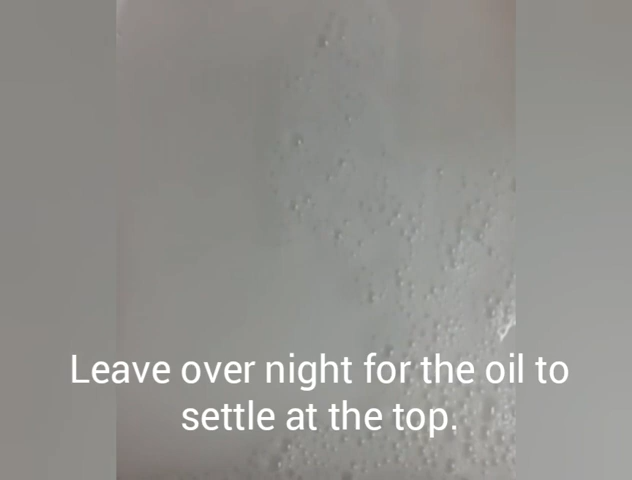 Leave over night for the oil to
settle at the top.